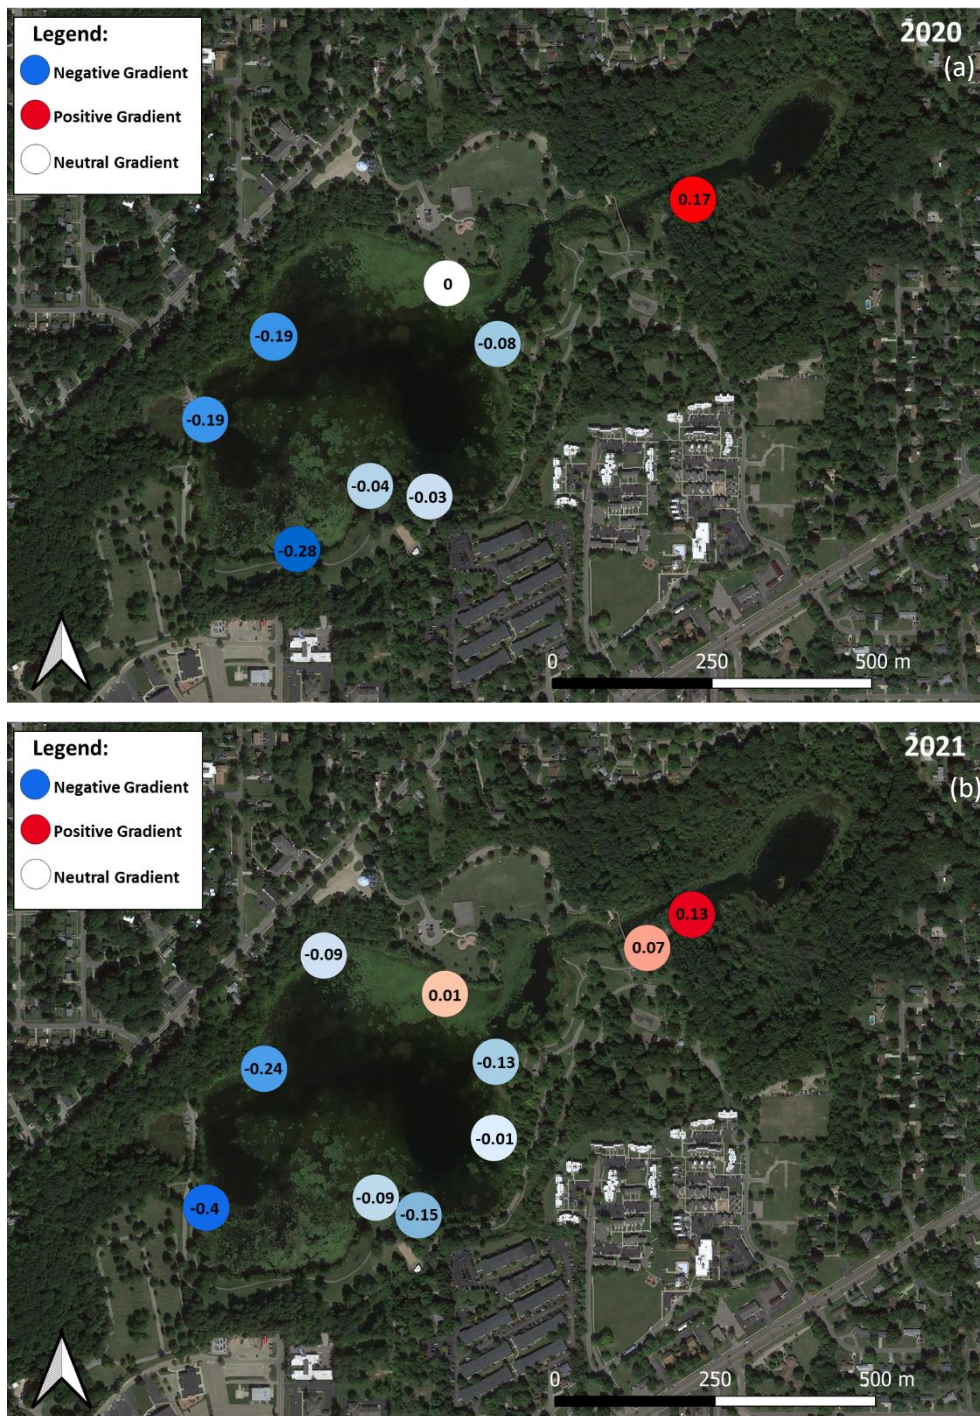 Legend:
2020
(a)
Negative Gradient
Positive Gradient
Neutral Gradient
0.17
0
-0.19
-0.08
-0.19
-0.04
-0.03
-0.28
0 250 500 m
Legend:
2021
(b)
Negative Gradient
Positive Gradient
Neutral Gradient
0.13
0.07
-0.09
0.01
-0.13
-0.24
-0.01
-0.09
-0.4
-0.15
0 250 500 m